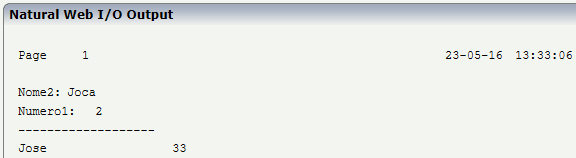 Natural Web I/O Output
Page 1 23-05-16 13:33:06
Nome2: Joca
Numero1: 2
-------------------
Jose 33